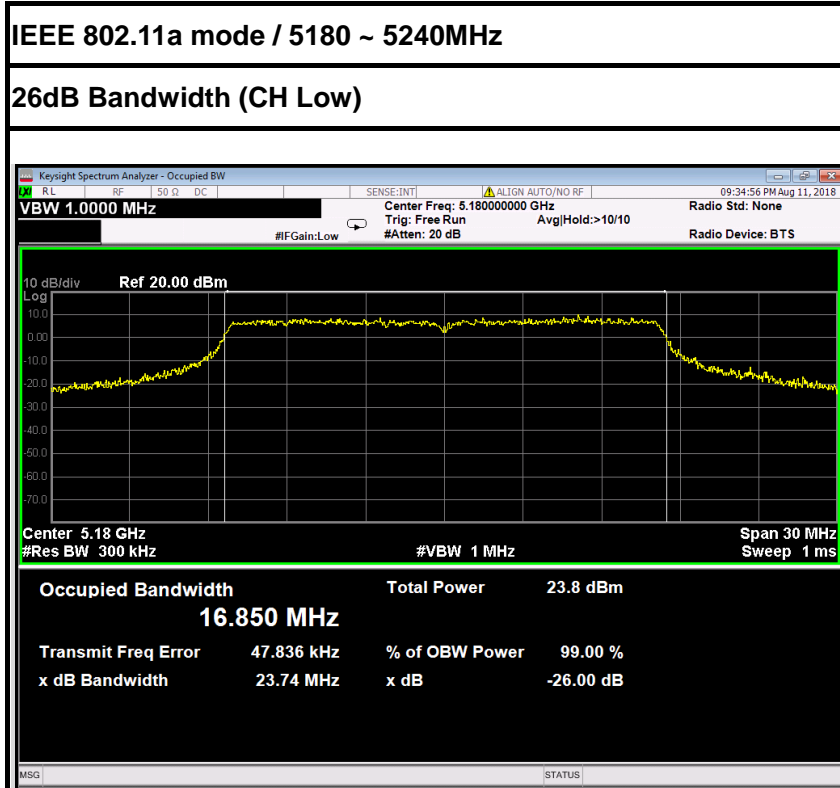 IEEE 802.11a mode / 5180 ~ 5240MHz
26dB Bandwidth (CH Low)
Keysight Spectrum Analyzer - Occupied BW
LXI RL RF 50 Ω DC SENSE:INT ALIGN AUTO/NO RF 09:34:56 PM Aug 11, 2018
VBW 1.0000 MHz Center Freq: 5.180000000 GHz Radio Std: None
Trig: Free Run Avg|Hold:>10/10
#IFGain:Low #Atten: 20 dB Radio Device: BTS
10 dB/div Ref 20.00 dBm
Log
10.0
0.00
-10.0
-20.0
-30.0
-40.0
-50.0
-60.0
-70.0
Center 5.18 GHz Span 30 MHz
#Res BW 300 kHz #VBW 1 MHz Sweep 1 ms
Occupied Bandwidth Total Power 23.8 dBm
16.850 MHz
Transmit Freq Error 47.836 kHz % of OBW Power 99.00 %
x dB Bandwidth 23.74 MHz x dB -26.00 dB
MSG STATUS